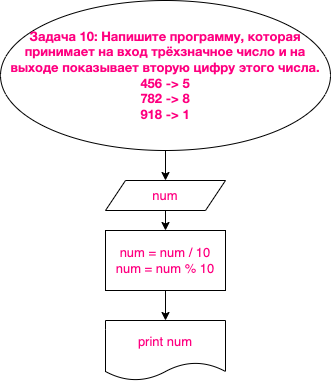 Задача 10: Напишите программу, которая
принимает на вход трёхзначное число и на
выходе показывает вторую цифру этого числа.
456 -> 5
782 -> 8
918 -> 1
num
num = num / 10
num = num % 10
print num